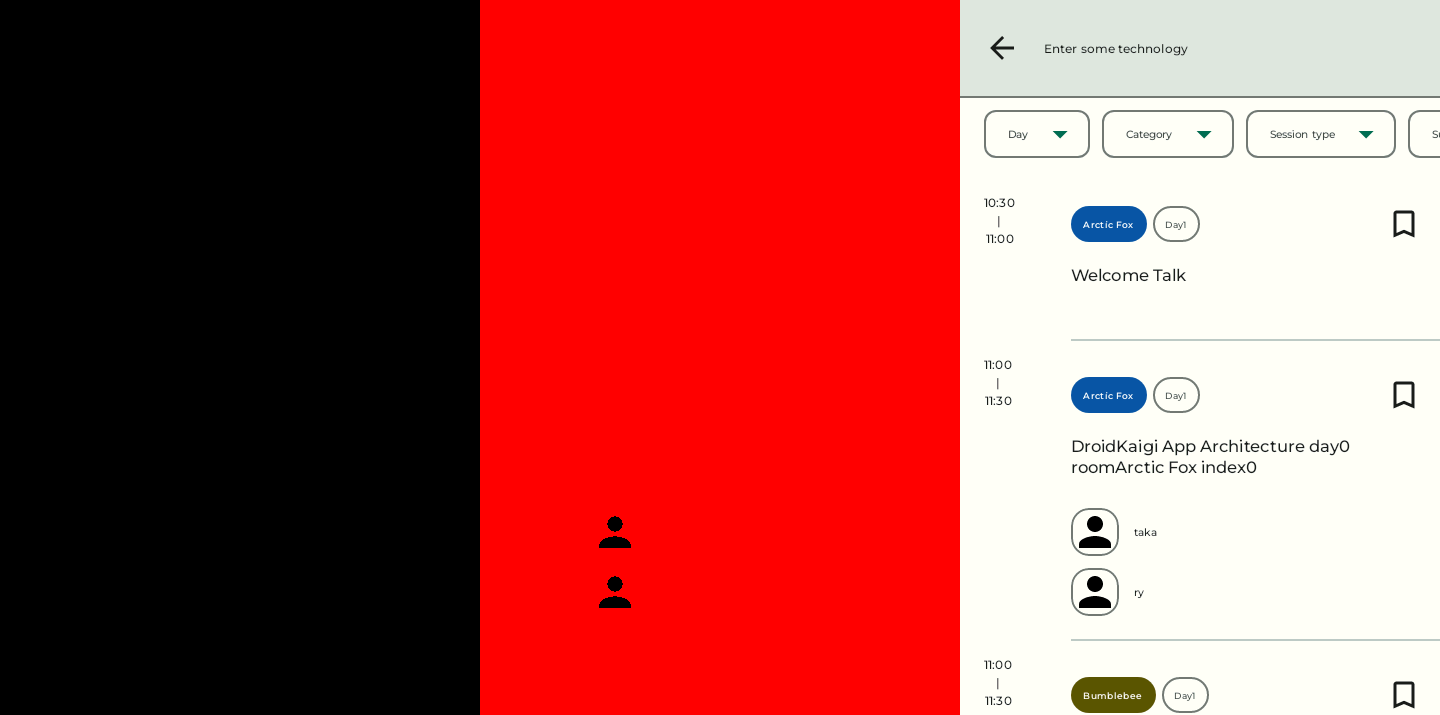 Enter some technology
Day
Category
Session type
Su
10:30
|
11:00
Arctic Fox
Day1
Welcome Talk
11:00
|
11:30
Arctic Fox
Day1
DroidKaigi App Architecture day0
roomArctic Fox index0
taka
ry
11:00
|
11:30
Bumblebee
Day1